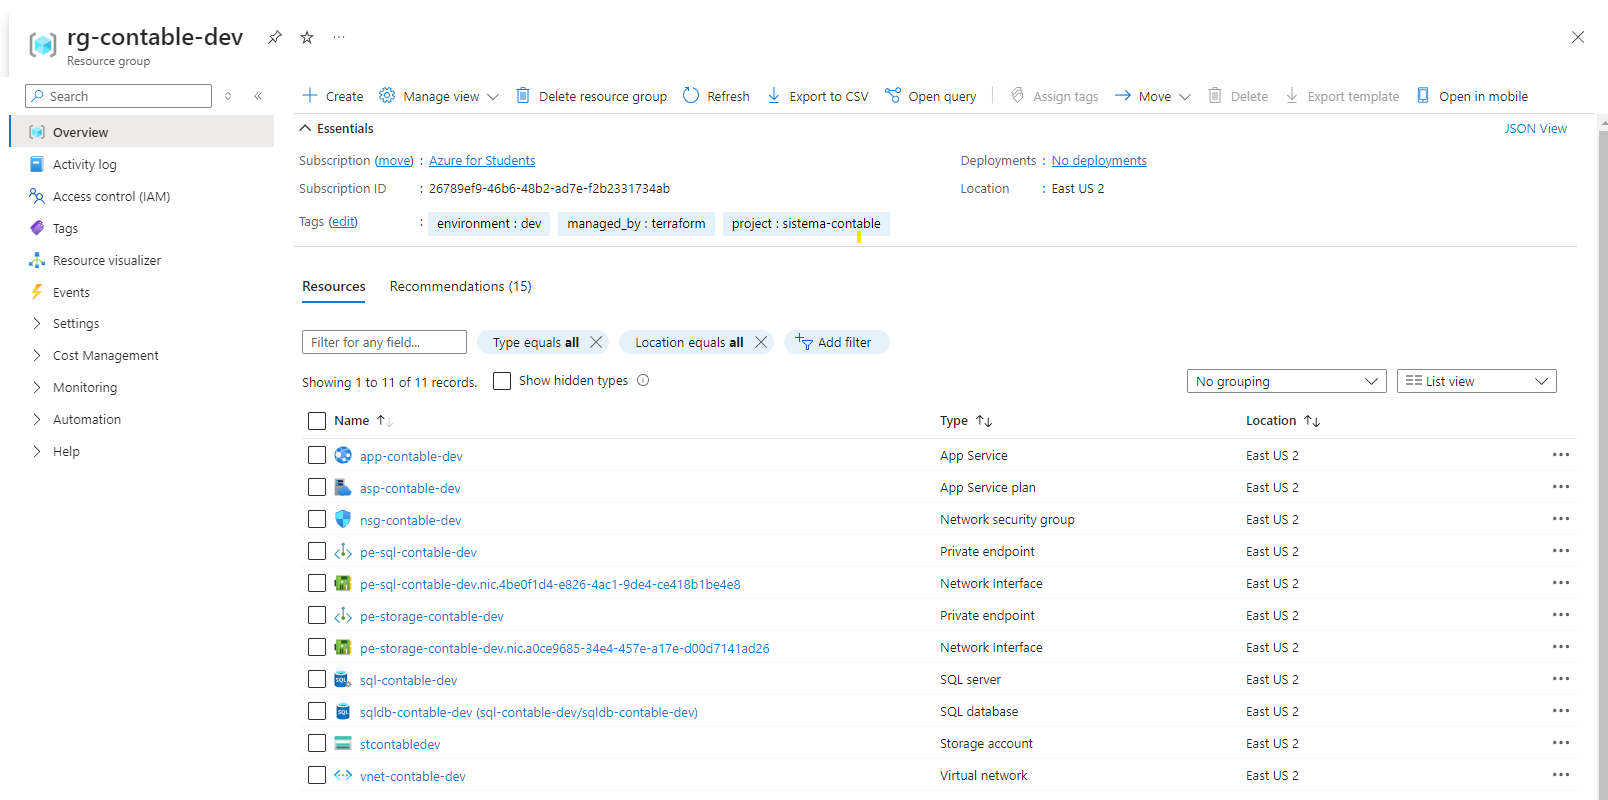 rg-contable-dev
Resource group
Search
Create Manage view Delete resource group Refresh Export to CSV Open query Assign tags Move Delete Export template Open in mobile
Overview
Activity log
Access control (IAM)
Tags
Resource visualizer
Events
Settings
Cost Management
Monitoring
Automation
Help
Essentials JSON View
Subscription (move) : Azure for Students Deployments : No deployments
Subscription ID : 26789ef9-46b6-48b2-ad7e-f2b2331734ab Location : East US 2
Tags (edit) : environment : dev managed_by : terraform project : sistema-contable
Resources Recommendations (15)
Filter for any field... Type equals all Location equals all Add filter
Showing 1 to 11 of 11 records. Show hidden types No grouping List view
Name Type Location
app-contable-dev App Service East US 2
asp-contable-dev App Service plan East US 2
nsg-contable-dev Network security group East US 2
pe-sql-contable-dev Private endpoint East US 2
pe-sql-contable-dev.nic.4be0f1d4-e826-4ac1-9de4-ce418b1be4e8 Network Interface East US 2
pe-storage-contable-dev Private endpoint East US 2
pe-storage-contable-dev.nic.a0ce9685-34e4-457e-a17e-d00d7141ad26 Network Interface East US 2
sql-contable-dev SQL server East US 2
sqldb-contable-dev (sql-contable-dev/sqldb-contable-dev) SQL database East US 2
stcontabledev Storage account East US 2
vnet-contable-dev Virtual network East US 2